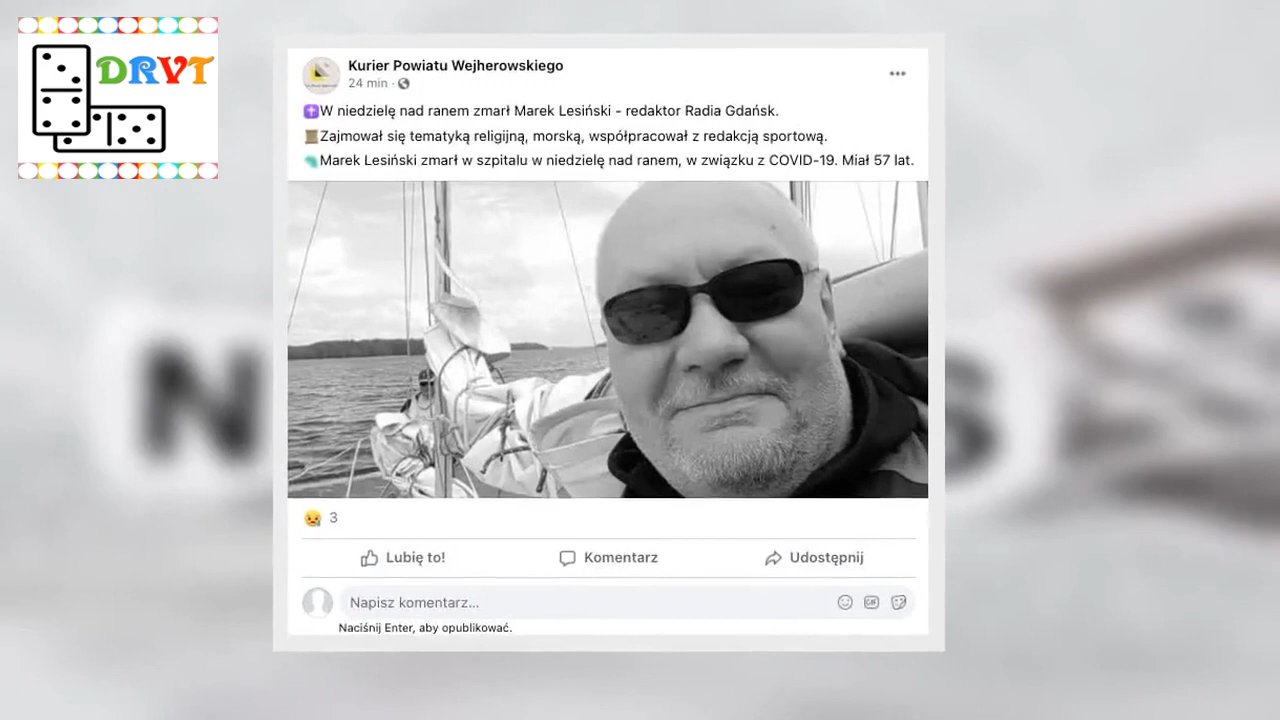 DRVT
Kurier Powiatu Wejherowskiego
24 min ·
W niedzielę nad ranem zmarł Marek Lesiński - redaktor Radia Gdańsk.
Zajmował się tematyką religijną, morską, współpracował z redakcją sportową.
Marek Lesiński zmarł w szpitalu w niedzielę nad ranem, w związku z COVID-19. Miał 57 lat.
3
Lubię to!
Komentarz
Udostępnij
Napisz komentarz...
GIF
Naciśnij Enter, aby opublikować.
N
S